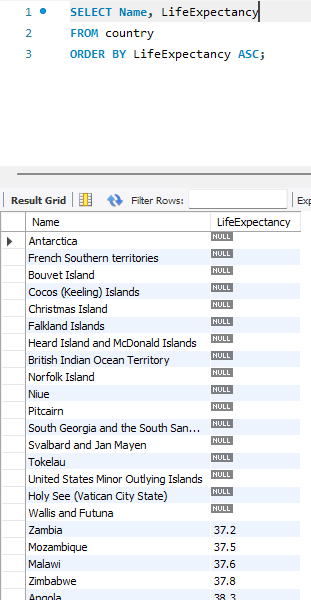 1 SELECT Name, LifeExpectancy
2 FROM country
3 ORDER BY LifeExpectancy ASC;
Result Grid Filter Rows: Exp
Name LifeExpectancy
Antarctica NULL
French Southern territories NULL
Bouvet Island NULL
Cocos (Keeling) Islands NULL
Christmas Island NULL
Falkland Islands NULL
Heard Island and McDonald Islands NULL
British Indian Ocean Territory NULL
Norfolk Island NULL
Niue NULL
Pitcairn NULL
South Georgia and the South San... NULL
Svalbard and Jan Mayen NULL
Tokelau NULL
United States Minor Outlying Islands NULL
Holy See (Vatican City State) NULL
Wallis and Futuna NULL
Zambia 37.2
Mozambique 37.5
Malawi 37.6
Zimbabwe 37.8
Angola 38.3